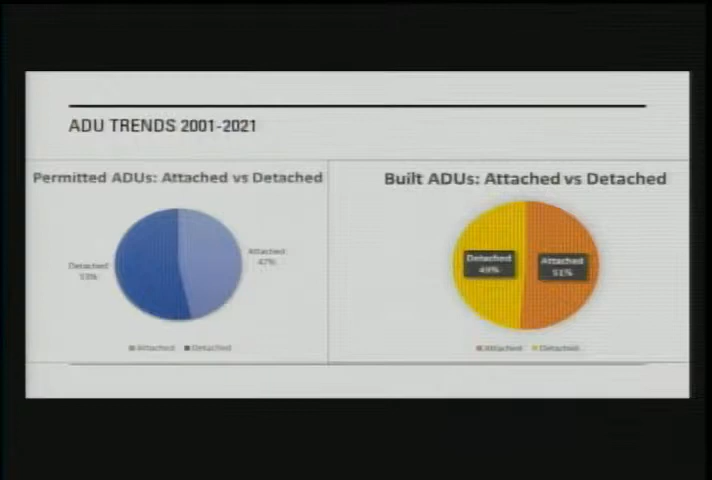 ADU TRENDS 2001-2021
Permitted ADUs: Attached vs Detached
Detached
53%
Attached
47%
Attached Detached
Built ADUs: Attached vs Detached
Detached
49%
Attached
51%
Attached Detached